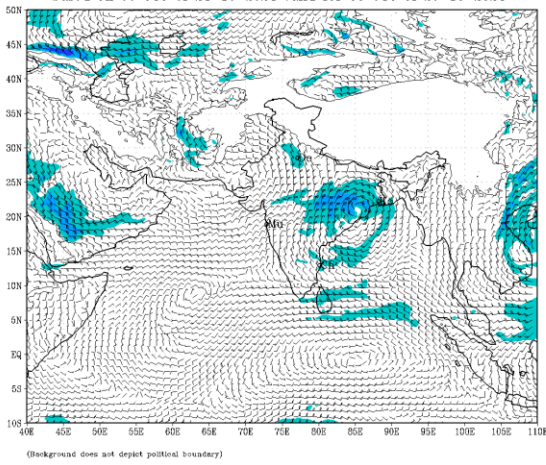 50N
45N
40N
35N
30N
25N
20N
15N
10N
5N
EQ
5S
10S
40E 45E 50E 55E 60E 65E 70E 75E 80E 85E 90E 95E 100E 105E 110E
Mu
(Background does not depict political boundary)